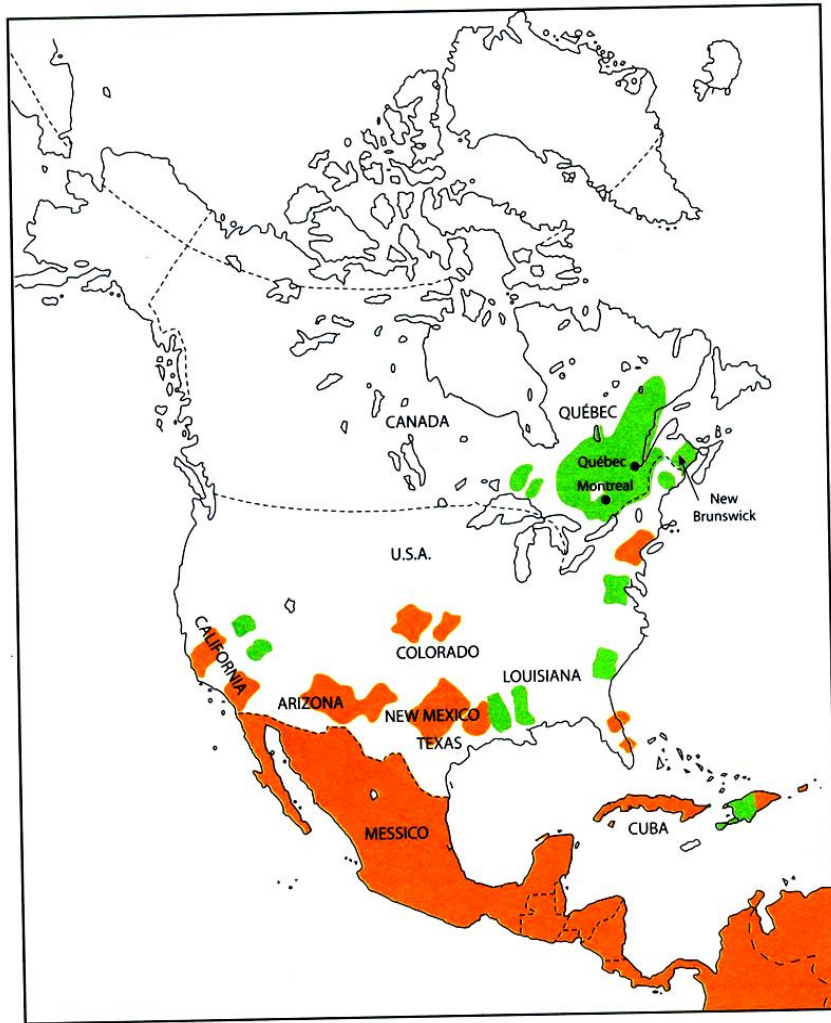 CANADA
QUÉBEC
Québec
Montreal
New
Brunswick
U.S.A.
CALIFORNIA
COLORADO
ARIZONA
LOUISIANA
NEW MEXICO
TEXAS
MESSICO
CUBA